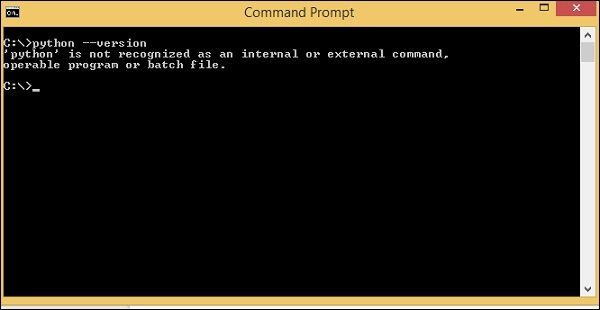 Command Prompt
C:\>python --version
'python' is not recognized as an internal or external command,
operable program or batch file.
C:\>_